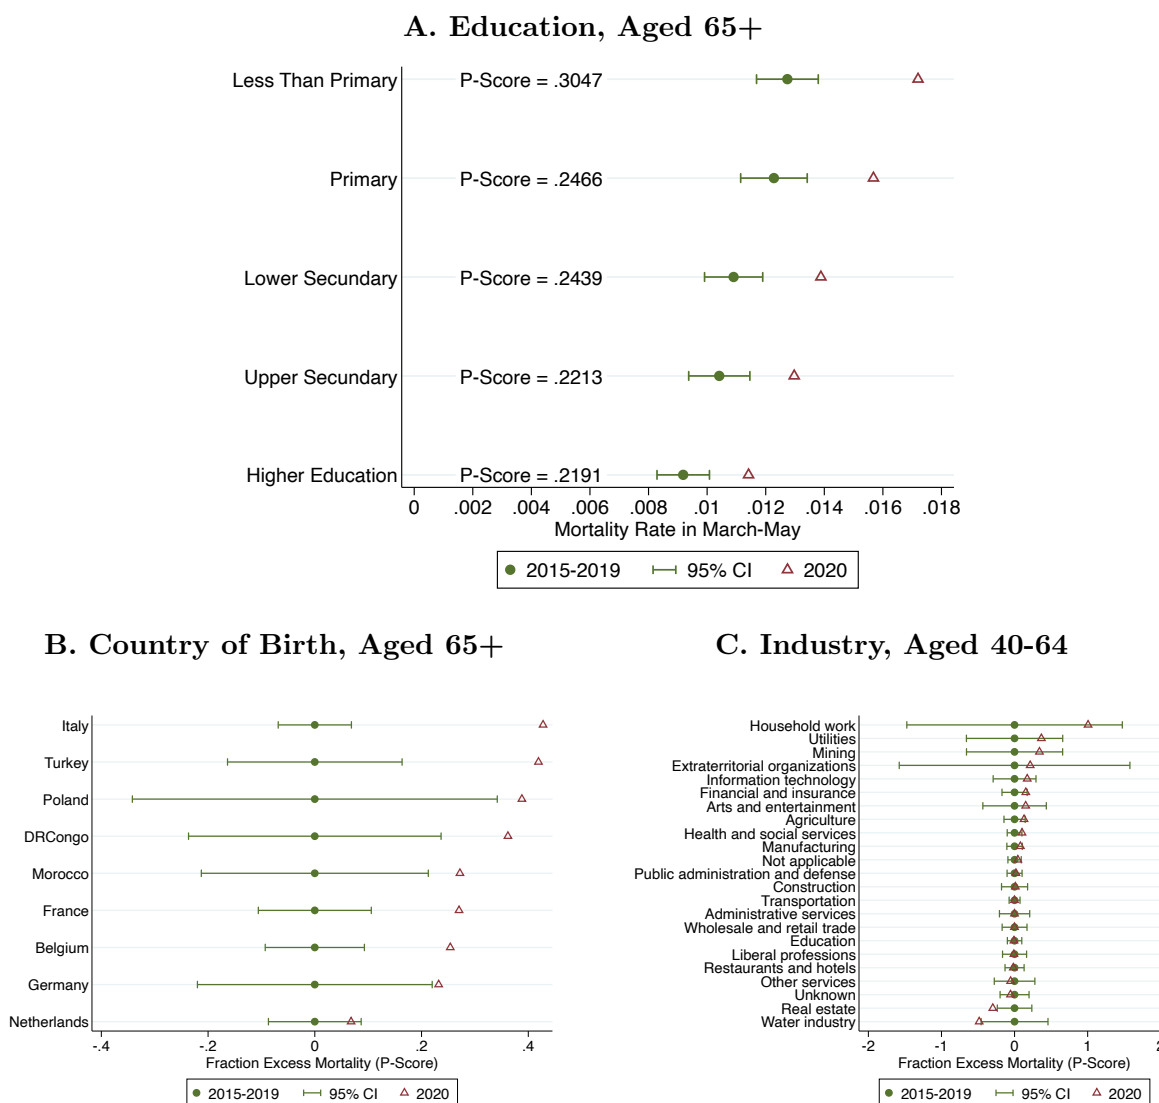 A. Education, Aged 65+
Less Than Primary P-Score = .3047
Primary P-Score = .2466
Lower Secundary P-Score = .2439
Upper Secundary P-Score = .2213
Higher Education P-Score = .2191
0 .002 .004 .006 .008 .01 .012 .014 .016 .018
Mortality Rate in March-May
2015-2019 95% CI 2020
B. Country of Birth, Aged 65+
Italy
Turkey
Poland
DRCongo
Morocco
France
Belgium
Germany
Netherlands
-.4 -.2 0 .2 .4
Fraction Excess Mortality (P-Score)
2015-2019 95% CI 2020
C. Industry, Aged 40-64
Household work
Utilities
Mining
Extraterritorial organizations
Information technology
Financial and insurance
Arts and entertainment
Agriculture
Health and social services
Manufacturing
Not applicable
Public administration and defense
Construction
Transportation
Administrative services
Wholesale and retail trade
Education
Liberal professions
Restaurants and hotels
Other services
Unknown
Real estate
Water industry
-2 -1 0 1 2
Fraction Excess Mortality (P-Score)
2015-2019 95% CI 2020